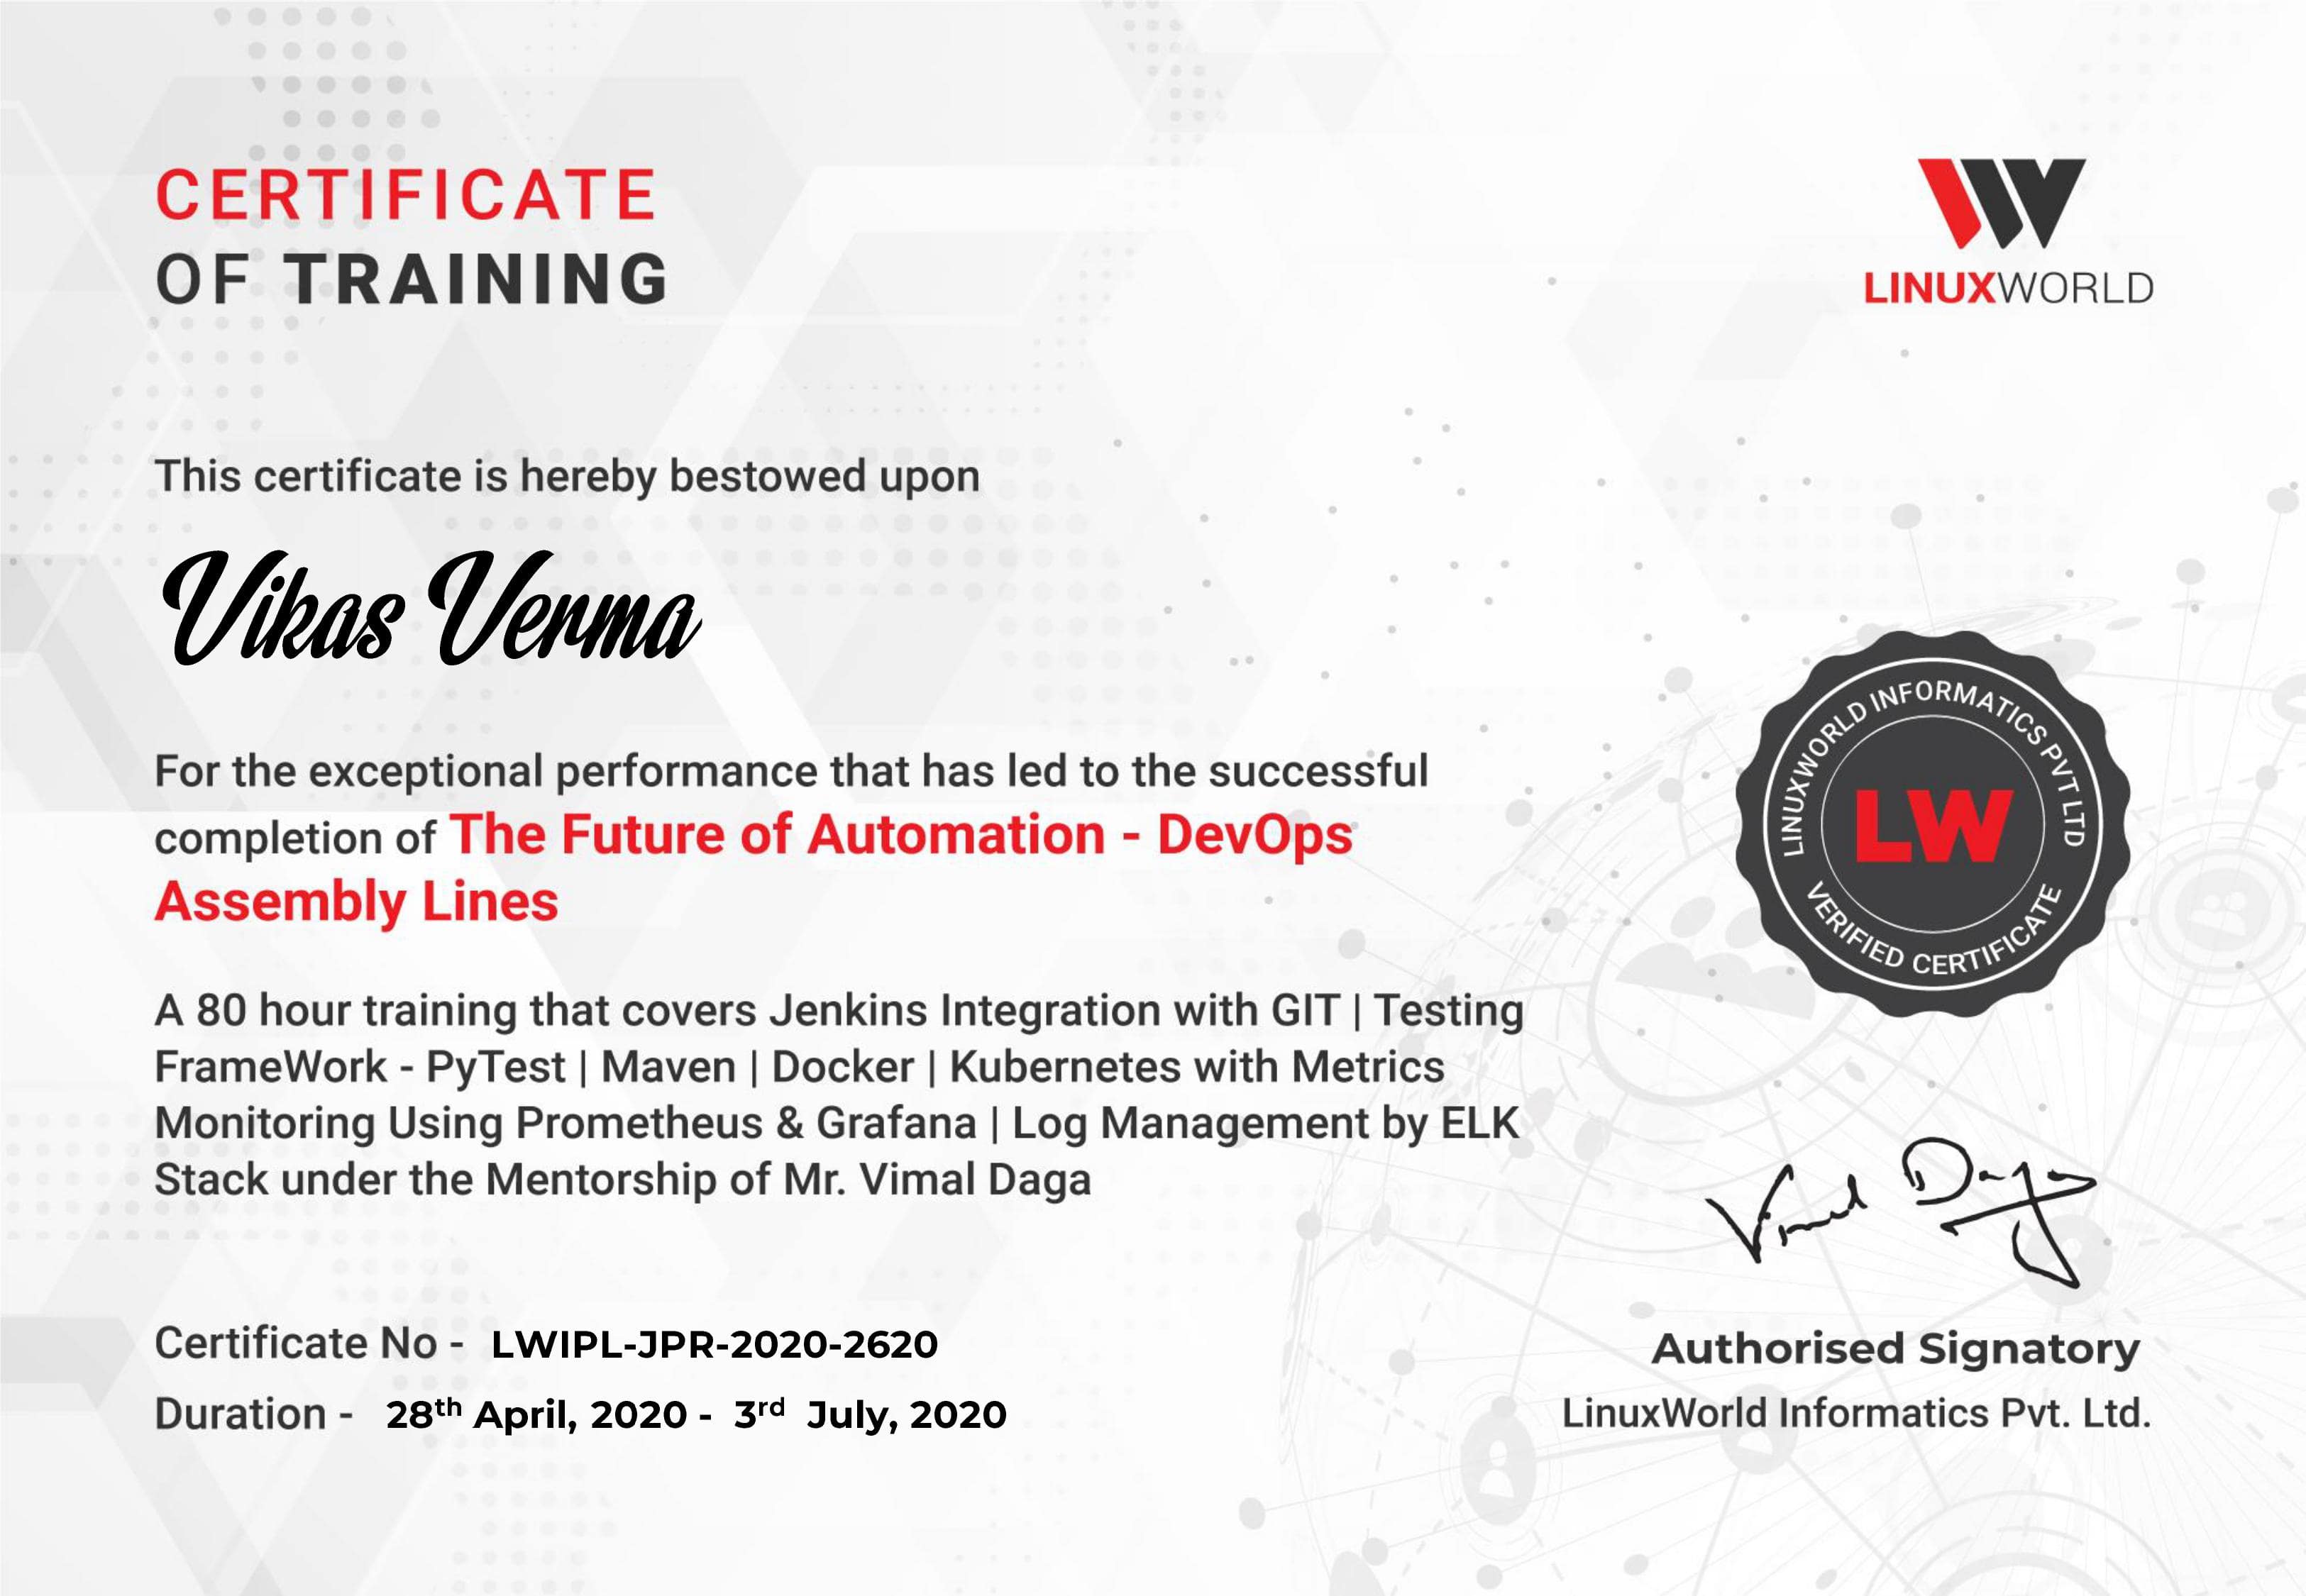 CERTIFICATE
OF TRAINING
LINUXWORLD
This certificate is hereby bestowed upon
Vikas Verma
For the exceptional performance that has led to the successful
completion of The Future of Automation - DevOps
Assembly Lines
LINUXWORLD INFORMATICS PVT LTD
LW
VERIFIED CERTIFICATE
A 80 hour training that covers Jenkins Integration with GIT | Testing
FrameWork - PyTest | Maven | Docker | Kubernetes with Metrics
Monitoring Using Prometheus & Grafana | Log Management by ELK
Stack under the Mentorship of Mr. Vimal Daga
Vimal Daga
Certificate No - LWIPL-JPR-2020-2620
Duration - 28th April, 2020 - 3rd July, 2020
Authorised Signatory
LinuxWorld Informatics Pvt. Ltd.